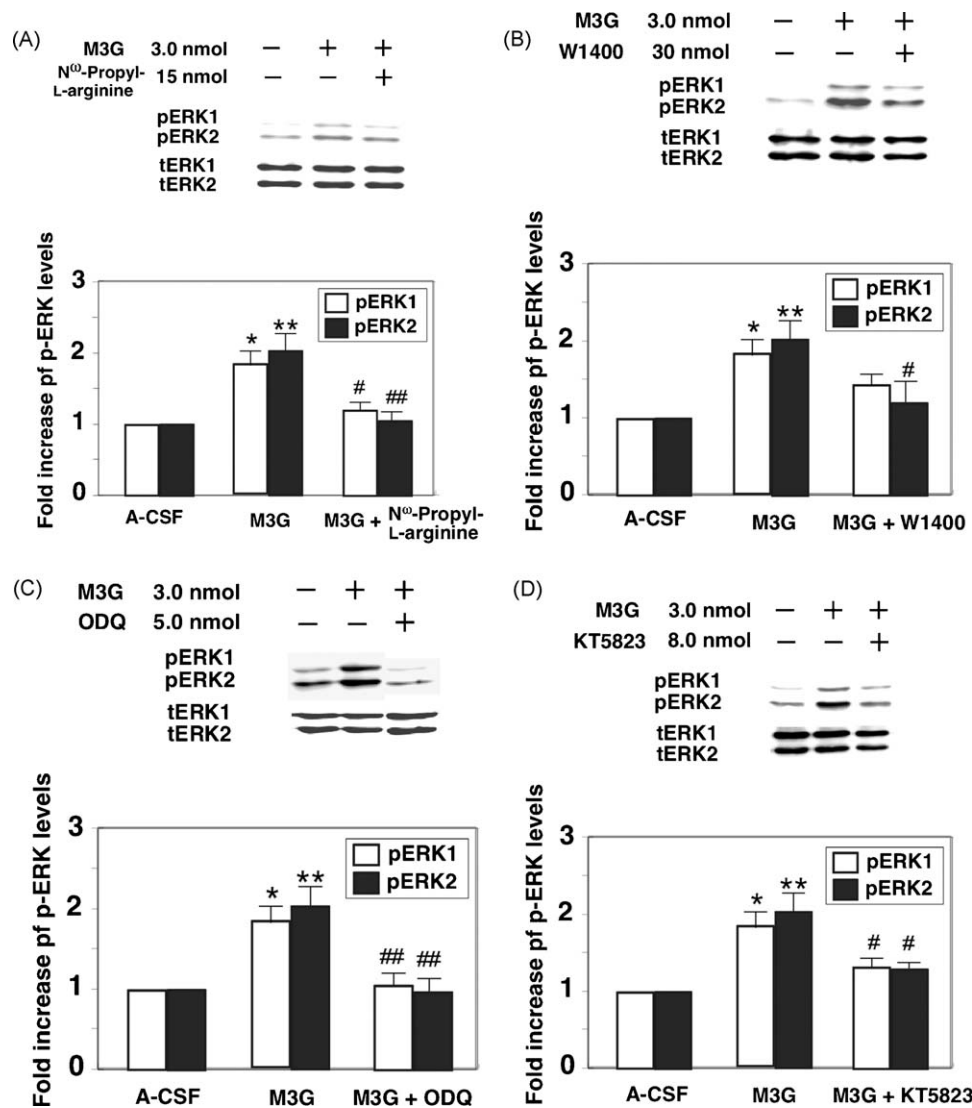 (A)
M3G 3.0 nmol − + +
Nω-Propyl-
L-arginine 15 nmol − − +
pERK1
pERK2
tERK1
tERK2
Fold increase pf p-ERK levels
3
2
1
0
pERK1
pERK2
* **
# ##
A-CSF M3G M3G + Nω-Propyl-
L-arginine
(B)
M3G 3.0 nmol − + +
W1400 30 nmol − − +
pERK1
pERK2
tERK1
tERK2
Fold increase pf p-ERK levels
3
2
1
0
pERK1
pERK2
* **
#
A-CSF M3G M3G + W1400
(C)
M3G 3.0 nmol − + +
ODQ 5.0 nmol − − +
pERK1
pERK2
tERK1
tERK2
Fold increase pf p-ERK levels
3
2
1
0
pERK1
pERK2
* **
## ##
A-CSF M3G M3G + ODQ
(D)
M3G 3.0 nmol − + +
KT5823 8.0 nmol − − +
pERK1
pERK2
tERK1
tERK2
Fold increase pf p-ERK levels
3
2
1
0
pERK1
pERK2
* **
# #
A-CSF M3G M3G + KT5823